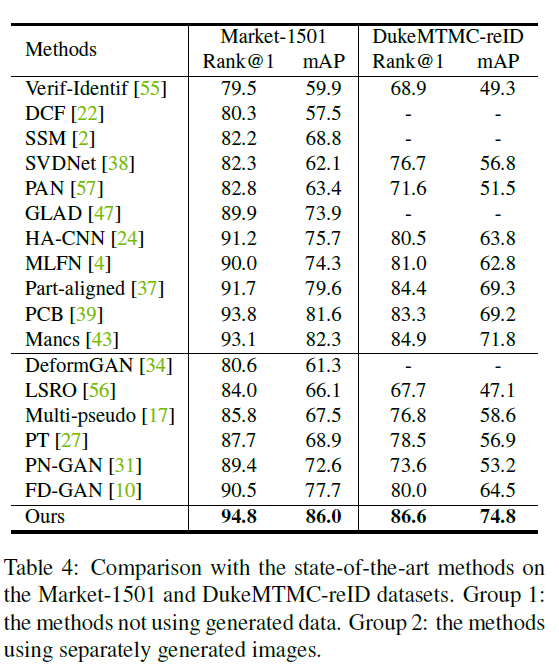 Methods Market-1501 DukeMTMC-reID
Rank@1 mAP Rank@1 mAP
Verif-Identif [55] 79.5 59.9 68.9 49.3
DCF [22] 80.3 57.5 - -
SSM [2] 82.2 68.8 - -
SVDNet [38] 82.3 62.1 76.7 56.8
PAN [57] 82.8 63.4 71.6 51.5
GLAD [47] 89.9 73.9 - -
HA-CNN [24] 91.2 75.7 80.5 63.8
MLFN [4] 90.0 74.3 81.0 62.8
Part-aligned [37] 91.7 79.6 84.4 69.3
PCB [39] 93.8 81.6 83.3 69.2
Mancs [43] 93.1 82.3 84.9 71.8
DeformGAN [34] 80.6 61.3 - -
LSRO [56] 84.0 66.1 67.7 47.1
Multi-pseudo [17] 85.8 67.5 76.8 58.6
PT [27] 87.7 68.9 78.5 56.9
PN-GAN [31] 89.4 72.6 73.6 53.2
FD-GAN [10] 90.5 77.7 80.0 64.5
Ours 94.8 86.0 86.6 74.8
Table 4: Comparison with the state-of-the-art methods on
the Market-1501 and DukeMTMC-reID datasets. Group 1:
the methods not using generated data. Group 2: the methods
using separately generated images.